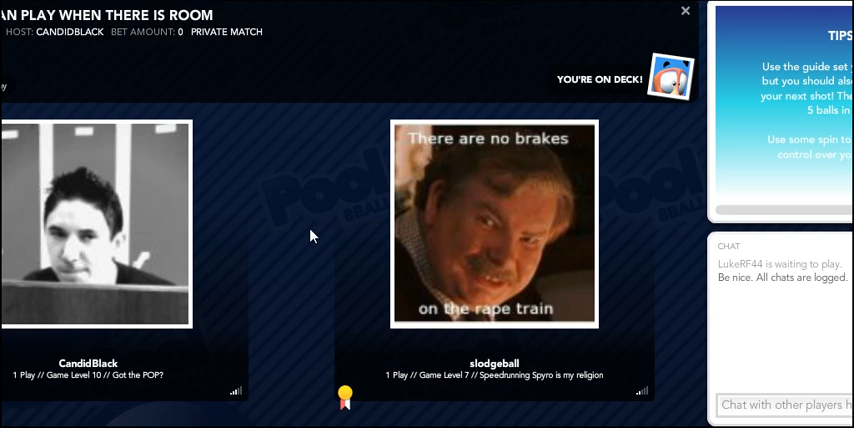 AN PLAY WHEN THERE IS ROOM
HOST: CANDIDBLACK BET AMOUNT: 0 PRIVATE MATCH
YOU'RE ON DECK!
There are no brakes
on the rape train
CandidBlack
1 Play // Game Level 10 // Got the POP?
slodgeball
1 Play // Game Level 7 // Speedrunning Spyro is my religion
TIPS
Use the guide set
but you should als
your next shot! The
5 balls in
Use some spin to
control over yo
CHAT
LukeRF44 is waiting to play.
Be nice. All chats are logged.
Chat with other players h